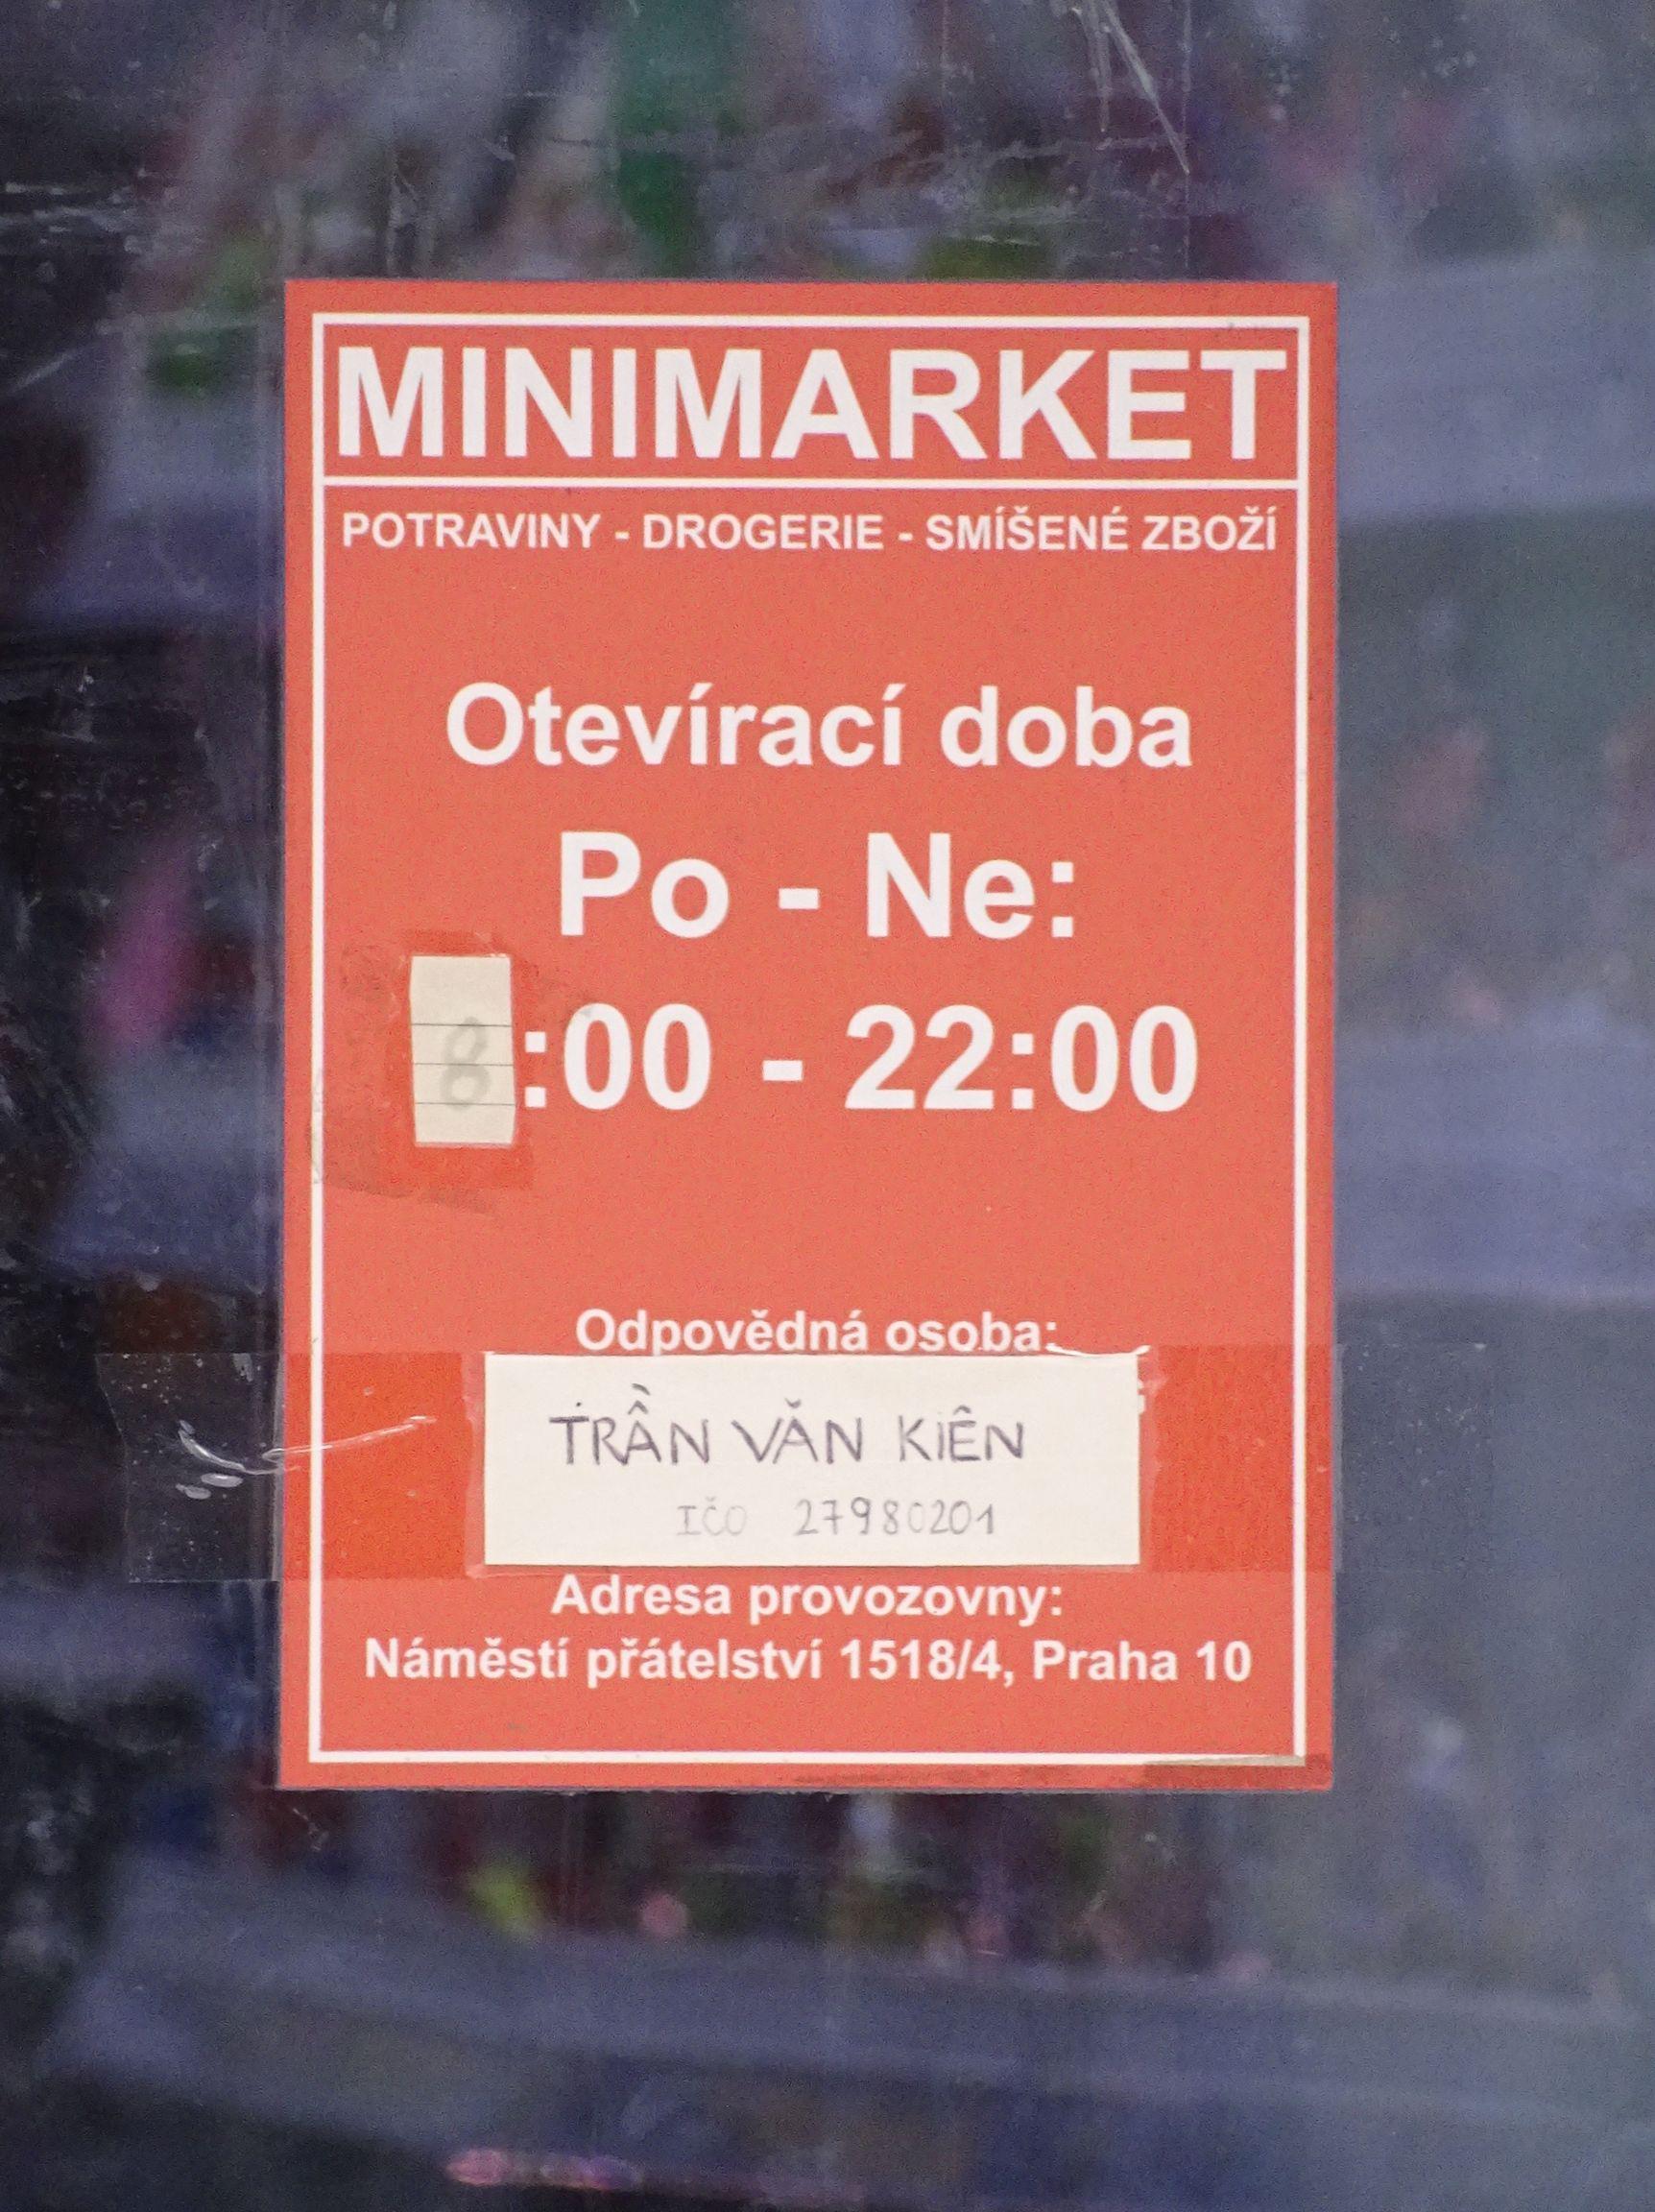 MINIMARKET
POTRAVINY - DROGERIE - SMÍŠENÉ ZBOŽÍ
Otevírací doba
Po - Ne:
8:00 - 22:00
Odpovědná osoba:
TRẦN VĂN KIÊN
IČO 27980201
Adresa provozovny:
Náměstí přátelství 1518/4, Praha 10